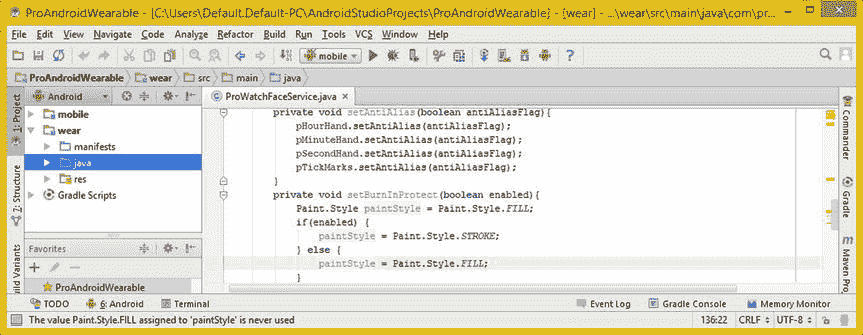 ProAndroidWearable - [C:\Users\Default.Default-PC\AndroidStudioProjects\ProAndroidWearable] - [wear] - ...\wear\src\main\java\com\pr...
File Edit View Navigate Code Analyze Refactor Build Run Tools VCS Window Help
mobile
ProAndroidWearable wear src main java
Android
ProWatchFaceService.java
1: Project
mobile
wear
manifests
java
res
Gradle Scripts
7: Structure
Favorites
ProAndroidWearable
Build Variants
private void setAntiAlias(boolean antiAliasFlag){
pHourHand.setAntiAlias(antiAliasFlag);
pMinuteHand.setAntiAlias(antiAliasFlag);
pSecondHand.setAntiAlias(antiAliasFlag);
pTickMarks.setAntiAlias(antiAliasFlag);
}
private void setBurnInProtect(boolean enabled){
Paint.Style paintStyle = Paint.Style.FILL;
if(enabled) {
paintStyle = Paint.Style.STROKE;
} else {
paintStyle = Paint.Style.FILL;
}
Commander
Gradle
m Maven Pro
TODO 6: Android Terminal Event Log Gradle Console Memory Monitor
The value Paint.Style.FILL assigned to 'paintStyle' is never used 136:22 CRLF UTF-8